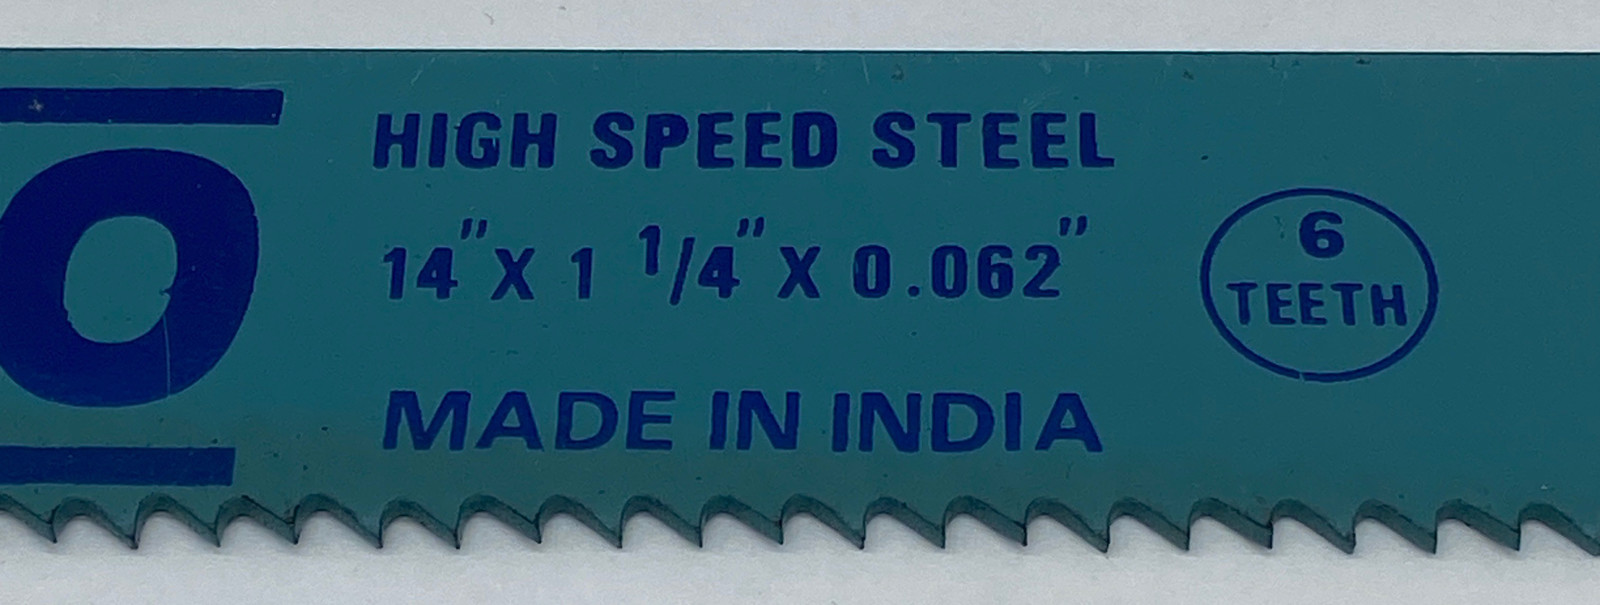 O
HIGH SPEED STEEL
14" X 1 1/4" X 0.062"
MADE IN INDIA
6
TEETH